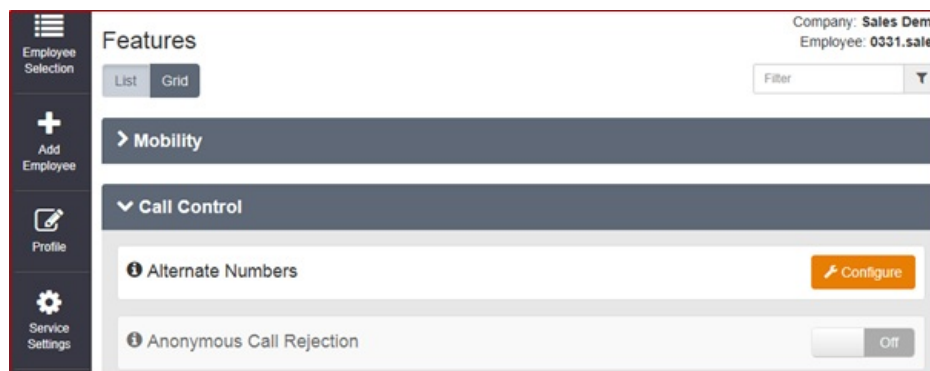 Employee
Selection
Add
Employee
Profile
Service
Settings
Features
Company: Sales Dem
Employee: 0331.sale
List Grid
Filter
Mobility
Call Control
Alternate Numbers
Configure
Anonymous Call Rejection
Off